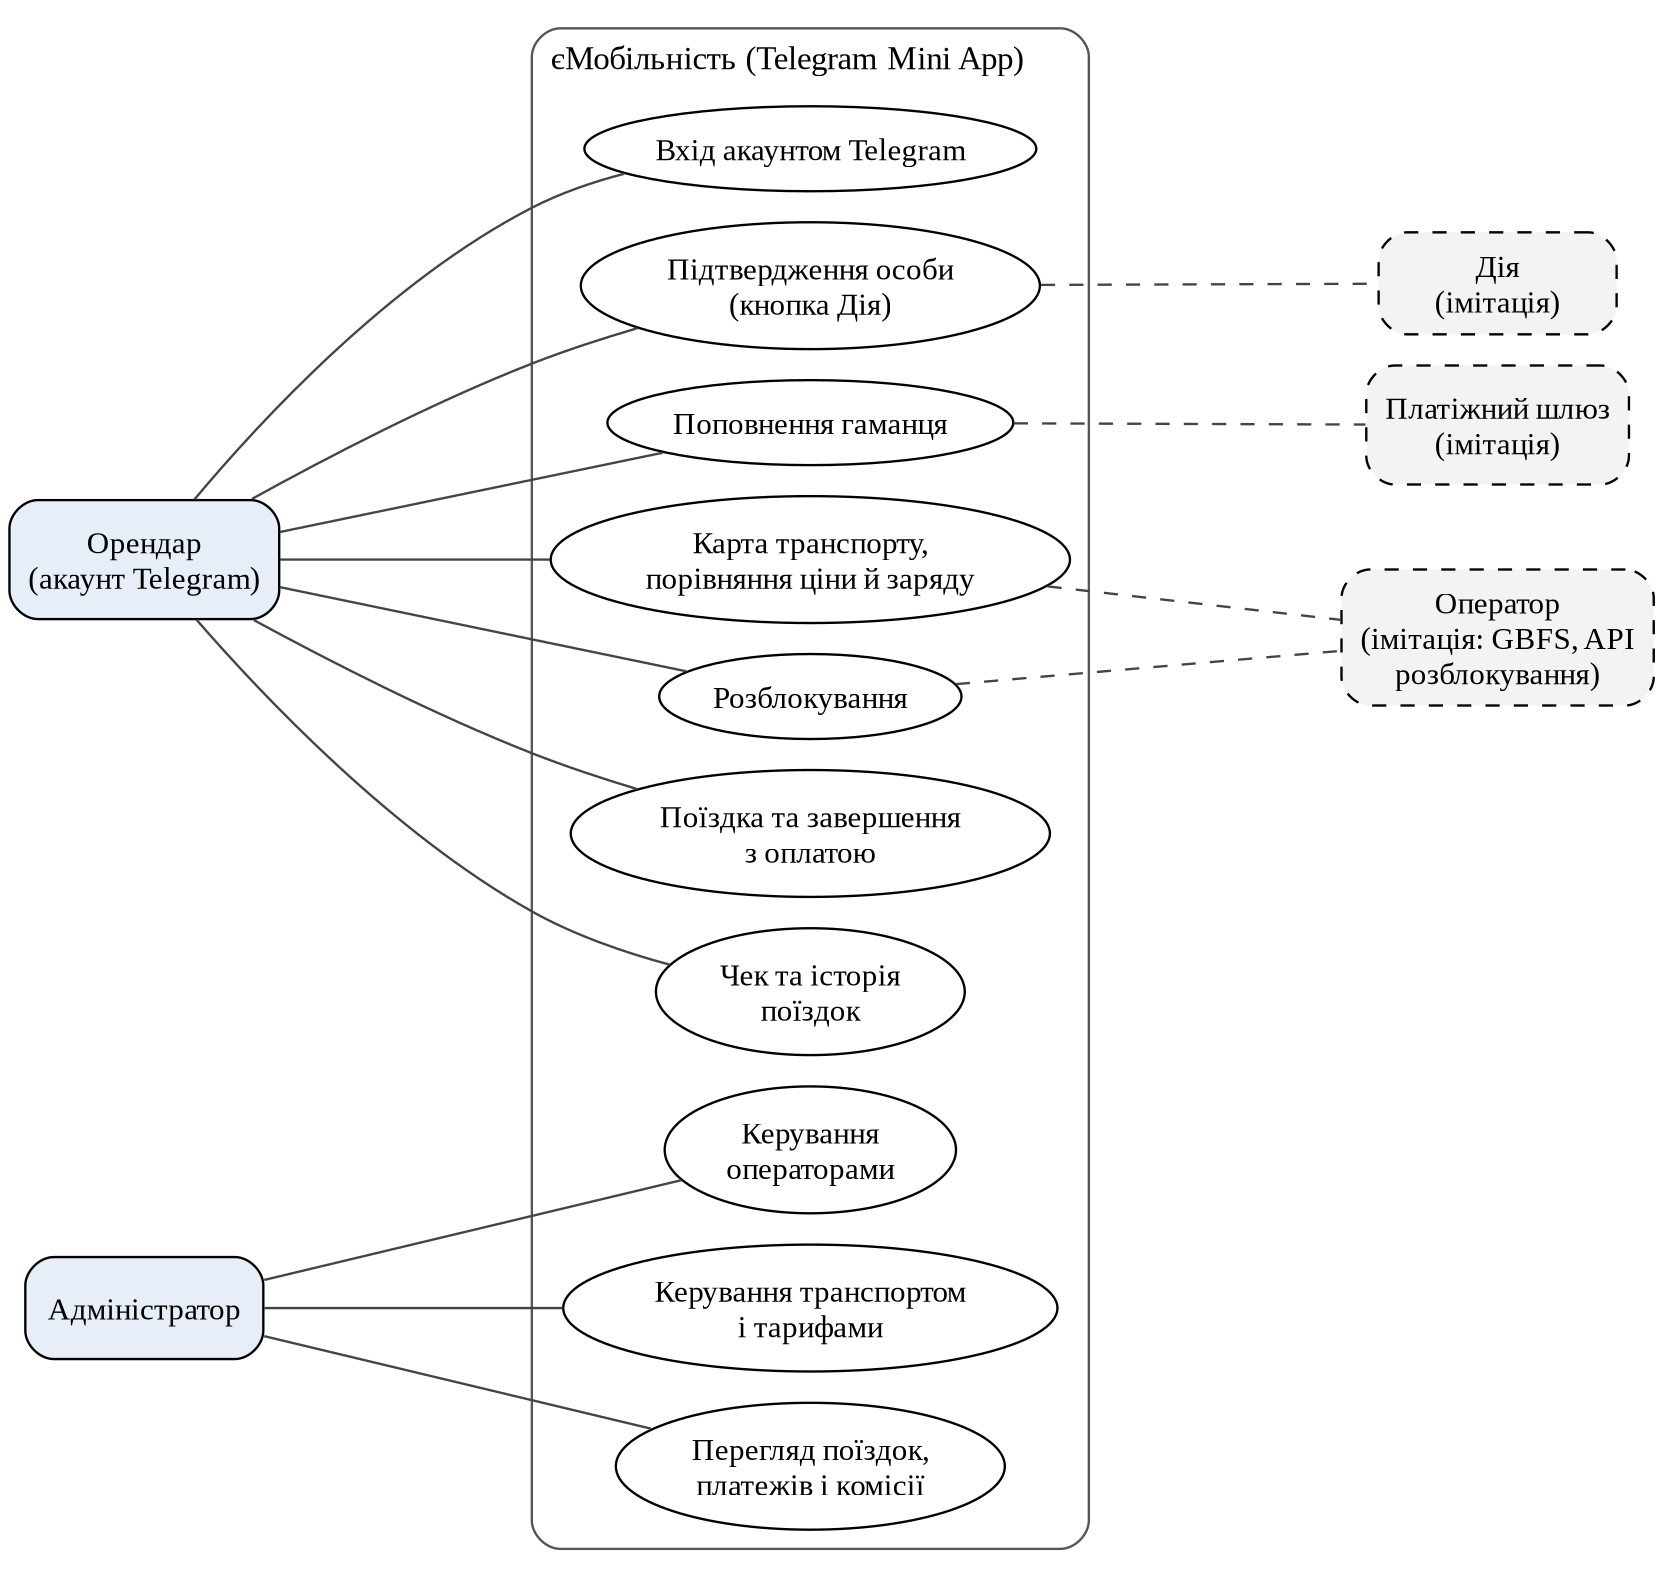 єМобільність (Telegram Mini App)
Вхід акаунтом Telegram
Підтвердження особи
(кнопка Дія)
Дія
(імітація)
Поповнення гаманця
Платіжний шлюз
(імітація)
Орендар
(акаунт Telegram)
Карта транспорту,
порівняння ціни й заряду
Оператор
(імітація: GBFS, API
розблокування)
Розблокування
Поїздка та завершення
з оплатою
Чек та історія
поїздок
Керування
операторами
Адміністратор
Керування транспортом
і тарифами
Перегляд поїздок,
платежів і комісії